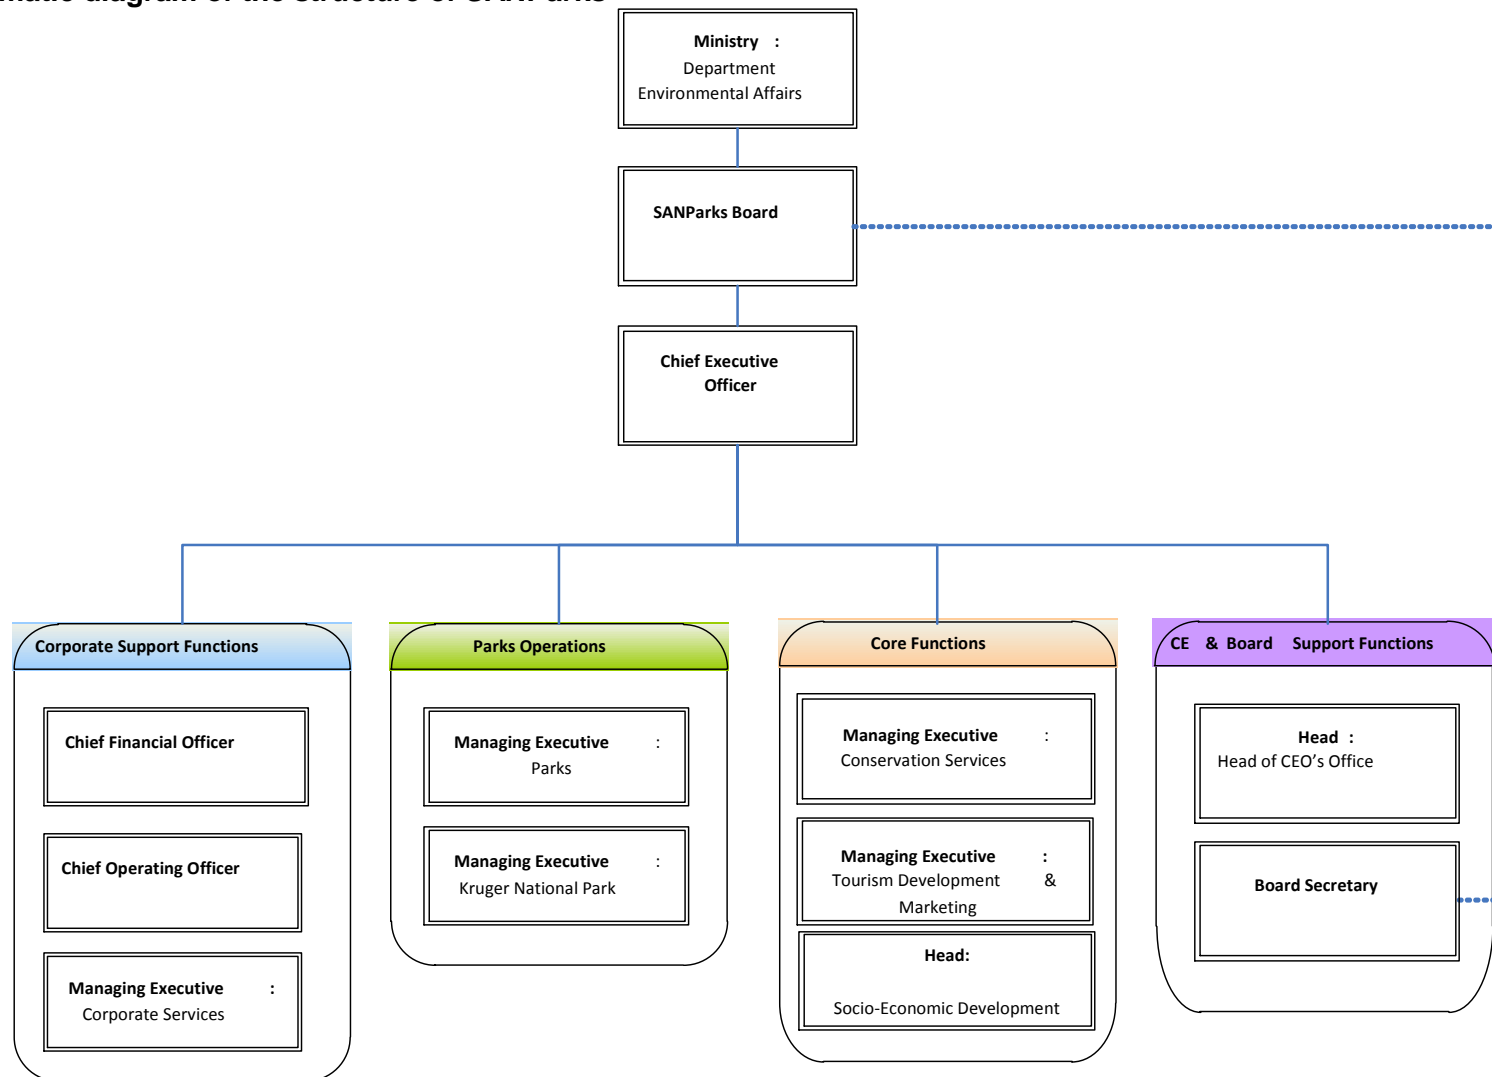 Ministry :
Department
Environmental Affairs
SANParks Board
Chief Executive
Officer
Corporate Support Functions
Parks Operations
Core Functions
CE & Board Support Functions
Chief Financial Officer
Chief Operating Officer
Managing Executive :
Corporate Services
Managing Executive :
Parks
Managing Executive :
Kruger National Park
Managing Executive :
Conservation Services
Managing Executive :
Tourism Development &
Marketing
Head:
Socio-Economic Development
Head :
Head of CEO's Office
Board Secretary